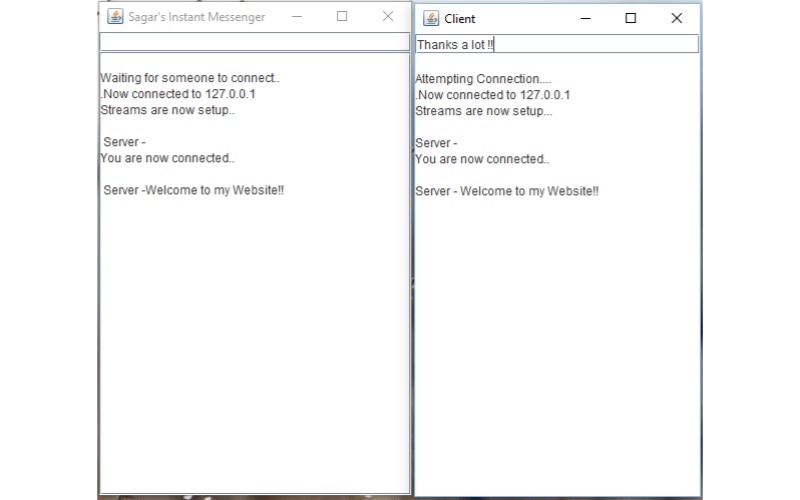 Sagar's Instant Messenger
Waiting for someone to connect..
.Now connected to 127.0.0.1
Streams are now setup..
Server -
You are now connected..
Server -Welcome to my Website!!
Client
Thanks a lot !!
Attempting Connection....
.Now connected to 127.0.0.1
Streams are now setup...
Server -
You are now connected..
Server - Welcome to my Website!!